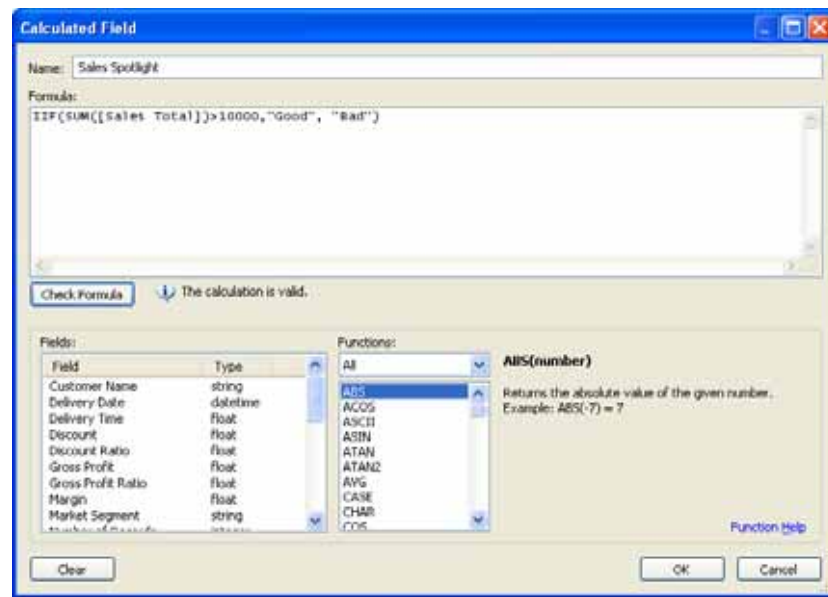 Calculated Field
Name: Sales Spotlight
Formula:
IIF(SUM([Sales Total])>10000,"Good", "Bad")
Check Formula The calculation is valid.
Fields: Functions:
Field Type All ABS(number)
Customer Name string ABS Returns the absolute value of the given number.
Delivery Date datetime ACOS Example: ABS(-7) = 7
Delivery Time float ASCII
Discount float ASIN
Discount Ratio float ATAN
Gross Profit float ATAN2
Gross Profit Ratio float AVG
Margin float CASE
Market Segment string CHAR
COS Function Help
Clear OK Cancel